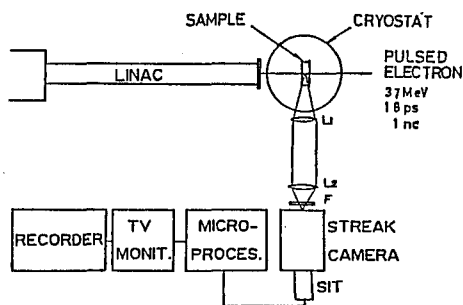 SAMPLE
CRYOSTAT
LINAC
PULSED
ELECTRON
37MeV
18ps
1nc
L1
L2
F
RECORDER
TV
MONIT.
MICRO-
PROCES.
STREAK
CAMERA
SIT